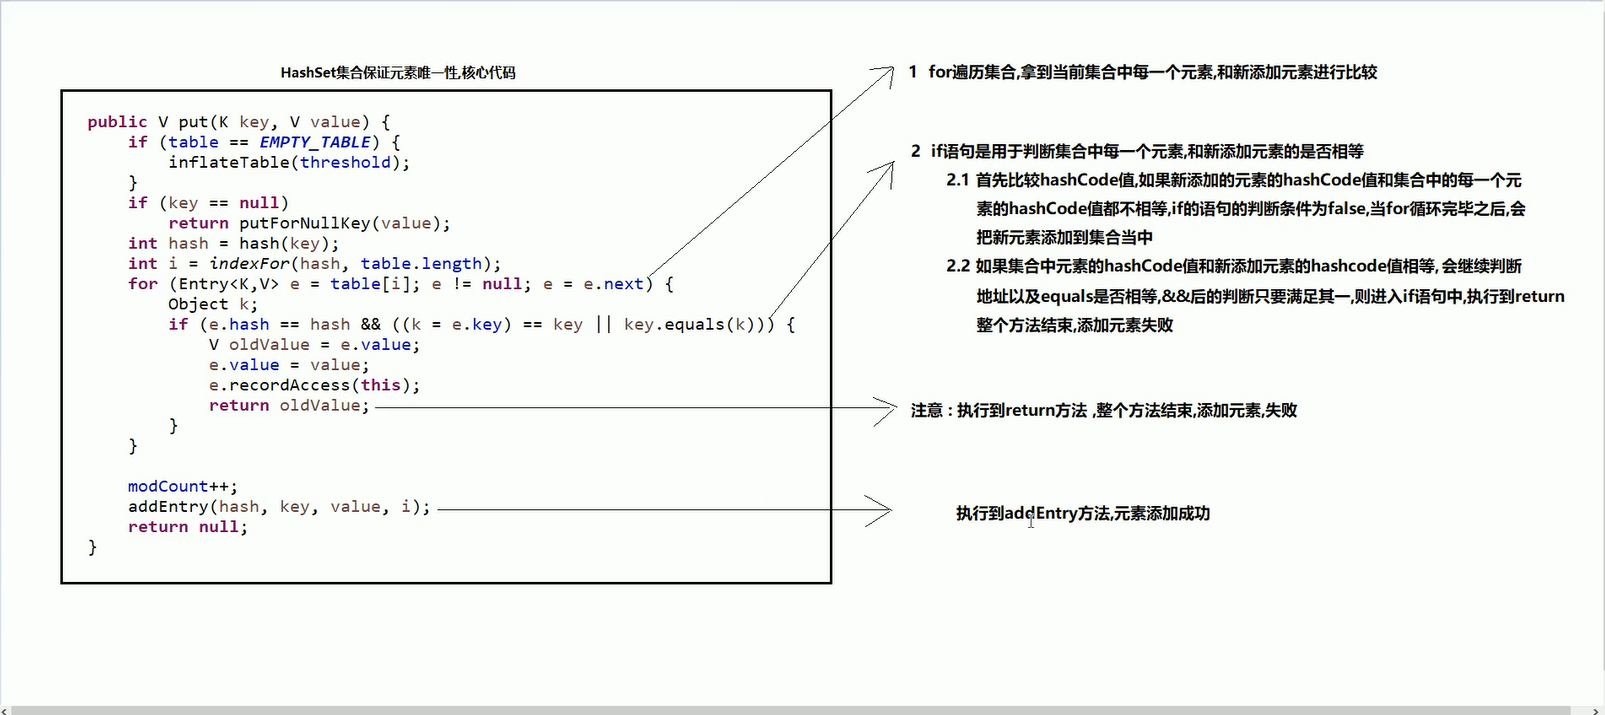 HashSet集合保证元素唯一性,核心代码
public V put(K key, V value) {
    if (table == EMPTY_TABLE) {
        inflateTable(threshold);
    }
    if (key == null)
        return putForNullKey(value);
    int hash = hash(key);
    int i = indexFor(hash, table.length);
    for (Entry<K,V> e = table[i]; e != null; e = e.next) {
        Object k;
        if (e.hash == hash && ((k = e.key) == key || key.equals(k))) {
            V oldValue = e.value;
            e.value = value;
            e.recordAccess(this);
            return oldValue;
        }
    }
    modCount++;
    addEntry(hash, key, value, i);
    return null;
}
1 for遍历集合,拿到当前集合中每一个元素,和新添加元素进行比较
2 if语句是用于判断集合中每一个元素,和新添加元素的是否相等
2.1 首先比较hashCode值,如果新添加的元素的hashCode值和集合中的每一个元
素的hashCode值都不相等,if的语句的判断条件为false,当for循环完毕之后,会
把新元素添加到集合当中
2.2 如果集合中元素的hashCode值和新添加元素的hashcode值相等, 会继续判断
地址以及equals是否相等,&&后的判断只要满足其一,则进入if语句中,执行到return
整个方法结束,添加元素失败
注意 : 执行到return方法 ,整个方法结束,添加元素,失败
执行到addEntry方法,元素添加成功